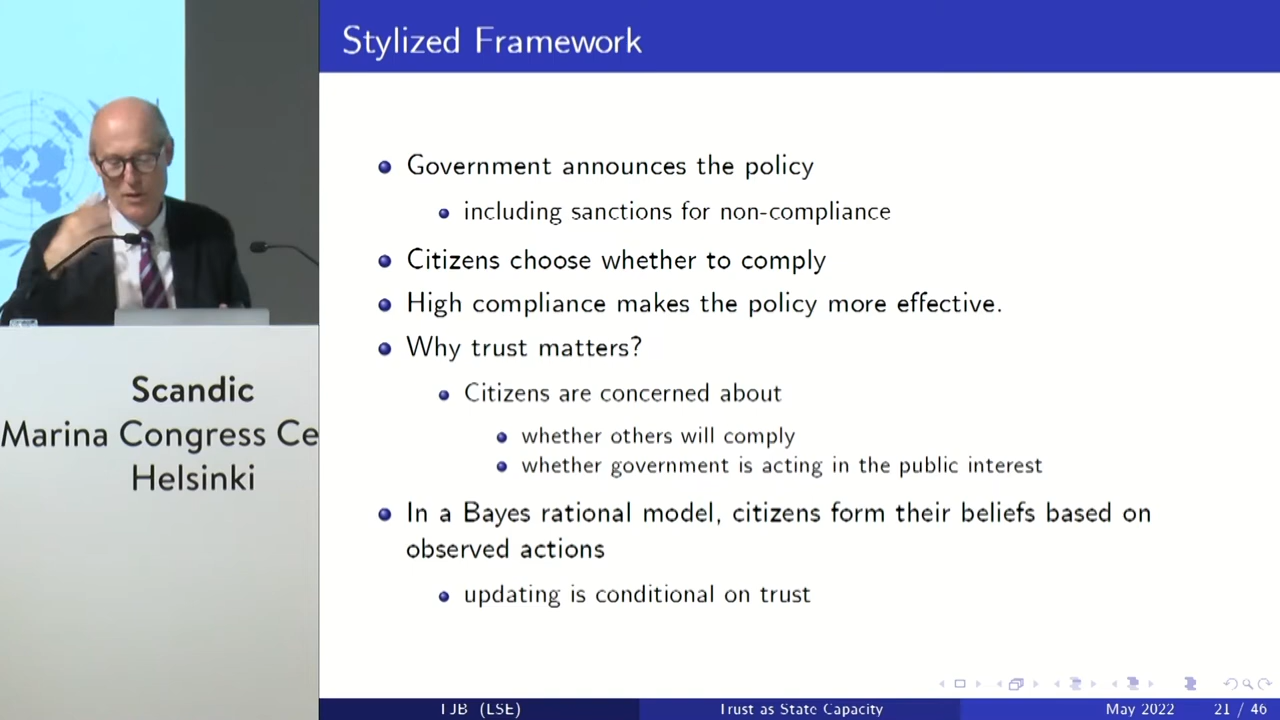 Stylized Framework
Government announces the policy
including sanctions for non-compliance
Citizens choose whether to comply
High compliance makes the policy more effective.
Why trust matters?
Citizens are concerned about
whether others will comply
whether government is acting in the public interest
In a Bayes rational model, citizens form their beliefs based on
observed actions
updating is conditional on trust
Scandic
Marina Congress Ce
Helsinki
TJB (LSE)
Trust as State Capacity
May 2022
21 / 46